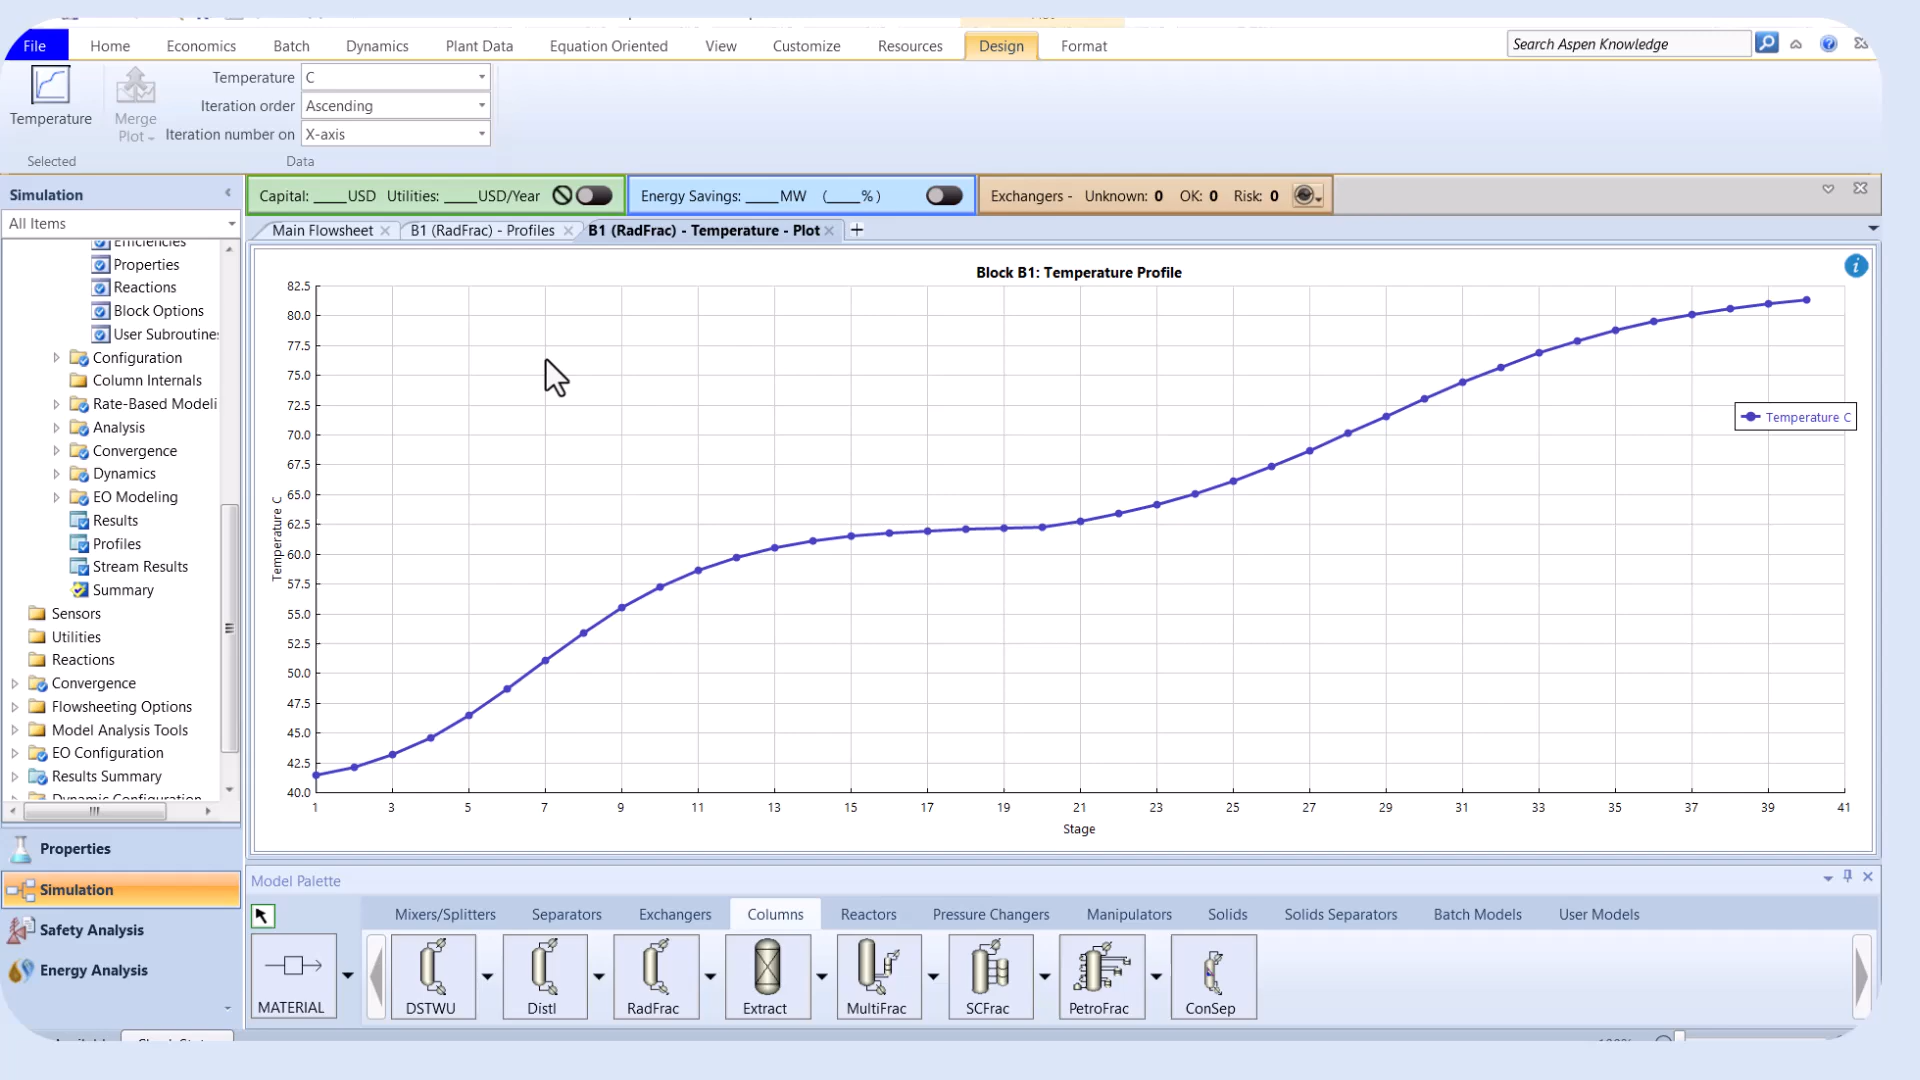 File Home Economics Batch Dynamics Plant Data Equation Oriented View Customize Resources Design Format Search Aspen Knowledge
Temperature C
Iteration order Ascending
Iteration number on X-axis
Temperature
Merge
Plot
Selected Data
Simulation
All Items
Capital: ____USD Utilities: ____USD/Year
Energy Savings: ____MW (____%)
Exchangers - Unknown: 0 OK: 0 Risk: 0
Main Flowsheet B1 (RadFrac) - Profiles B1 (RadFrac) - Temperature - Plot +
Efficiencies
Properties
Reactions
Block Options
User Subroutine
Configuration
Column Internals
Rate-Based Modeli
Analysis
Convergence
Dynamics
EO Modeling
Results
Profiles
Stream Results
Summary
Sensors
Utilities
Reactions
Convergence
Flowsheeting Options
Model Analysis Tools
EO Configuration
Results Summary
Dynamic Configuration
Properties
Simulation
Safety Analysis
Energy Analysis
Block B1: Temperature Profile
82.5
80.0
77.5
75.0
72.5
70.0
67.5
65.0
62.5
60.0
57.5
55.0
52.5
50.0
47.5
45.0
42.5
40.0
Temperature C
Temperature C
1 3 5 7 9 11 13 15 17 19 21 23 25 27 29 31 33 35 37 39 41
Stage
Model Palette
Mixers/Splitters Separators Exchangers Columns Reactors Pressure Changers Manipulators Solids Solids Separators Batch Models User Models
MATERIAL DSTWU Distl RadFrac Extract MultiFrac SCFrac PetroFrac ConSep